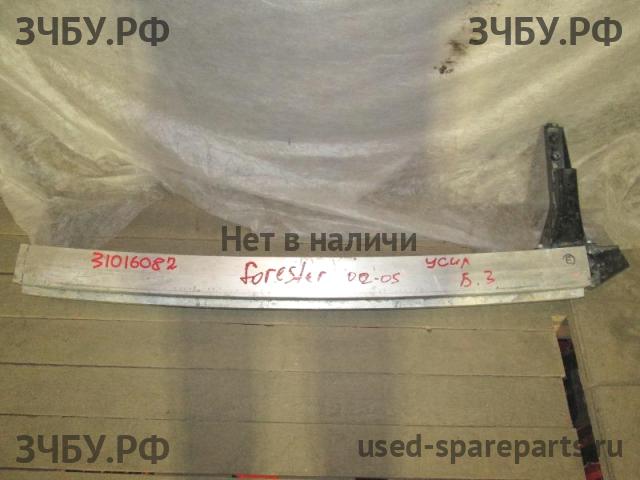 ЗЧБУ.РФ ЗЧБУ.РФ
Нет в наличи
31016082 forester 02-05 усил
Б.З
ЗЧБУ.РФ used-spareparts.ru